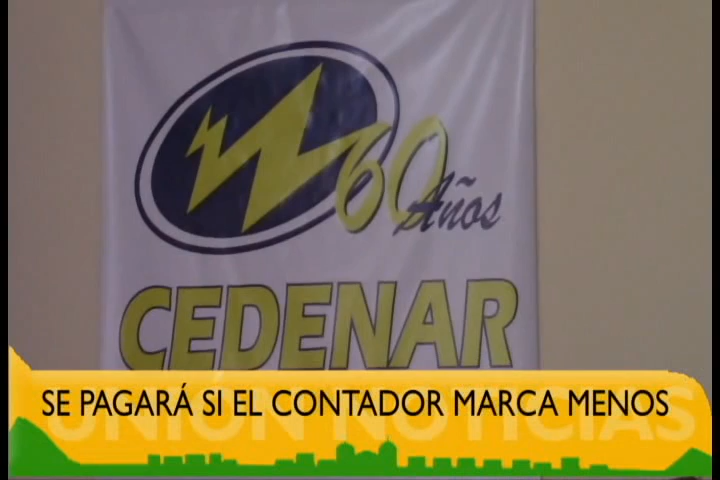 60
Años
CEDENAR
SE PAGARÁ SI EL CONTADOR MARCA MENOS
UNIÓN NOTICIAS